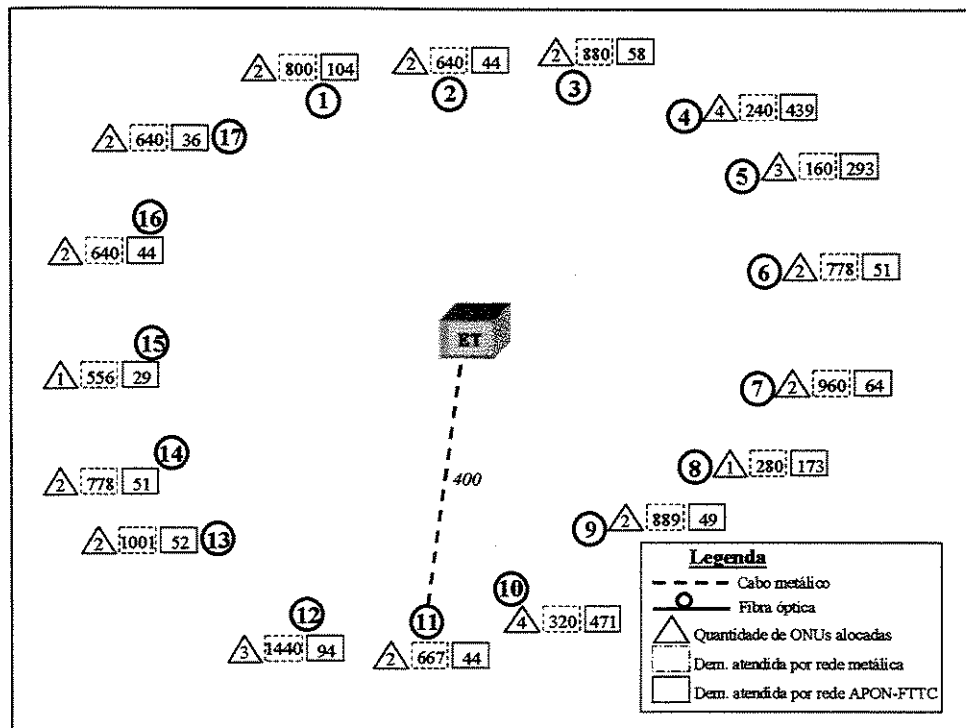 2 800 104
1
2 640 44
2
2 880 58
3
4 240 439
4
2 640 36 17
3 160 293
5
16
2 640 44
6 2 778 51
ET
15
1 556 29
7 2 960 64
14
2 778 51
400
8 1 280 173
2 889 49
9
2 1001 52 13
10
4 320 471
12
3 1440 94
11
2 667 44
Legenda
Cabo metálico
Fibra óptica
Quantidade de ONUs alocadas
Dem. atendida por rede metálica
Dem. atendida por rede APON-FTTC